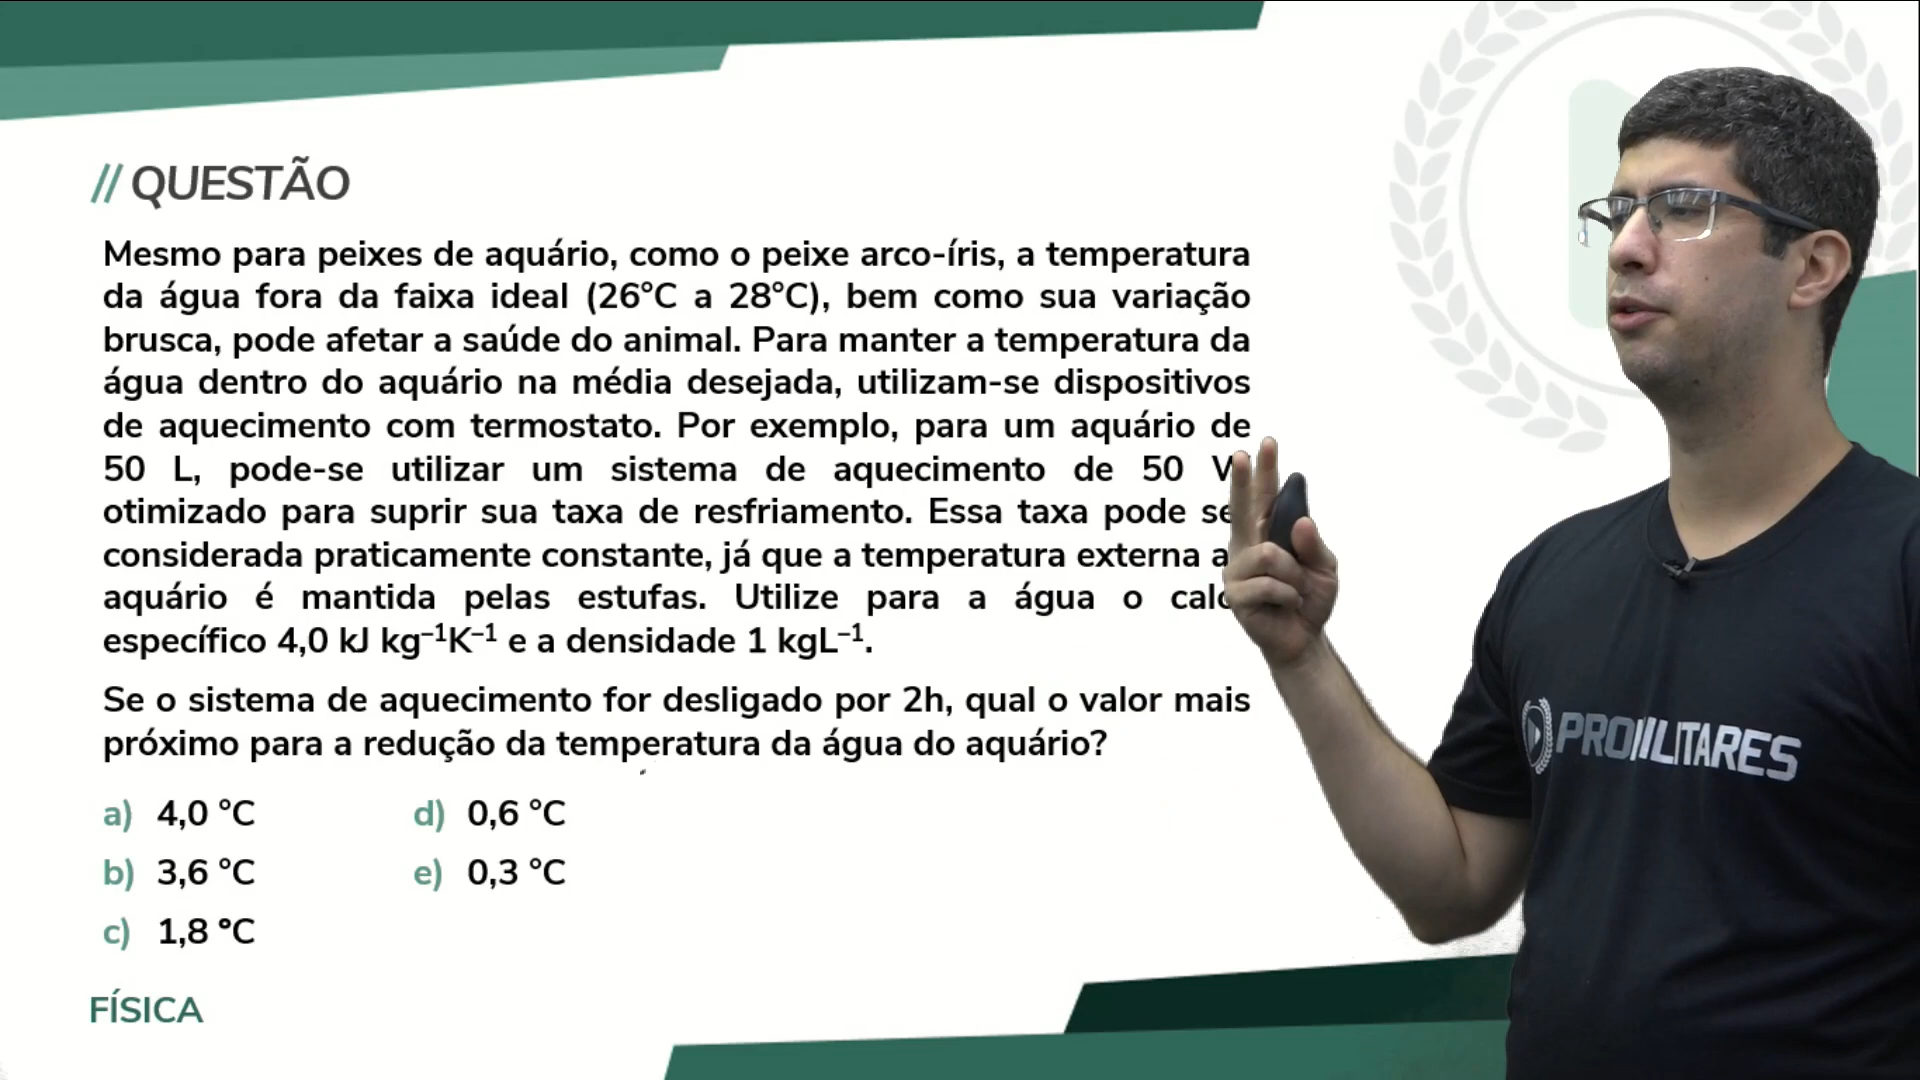 // QUESTÃO
Mesmo para peixes de aquário, como o peixe arco-íris, a temperatura
da água fora da faixa ideal (26°C a 28°C), bem como sua variação
brusca, pode afetar a saúde do animal. Para manter a temperatura da
água dentro do aquário na média desejada, utilizam-se dispositivos
de aquecimento com termostato. Por exemplo, para um aquário de
50 L, pode-se utilizar um sistema de aquecimento de 50 W
otimizado para suprir sua taxa de resfriamento. Essa taxa pode se
considerada praticamente constante, já que a temperatura externa a
aquário é mantida pelas estufas. Utilize para a água o calo
específico 4,0 kJ kg⁻¹K⁻¹ e a densidade 1 kgL⁻¹.
Se o sistema de aquecimento for desligado por 2h, qual o valor mais
próximo para a redução da temperatura da água do aquário?
a) 4,0 °C
b) 3,6 °C
c) 1,8 °C
d) 0,6 °C
e) 0,3 °C
FÍSICA
PROMILITARES